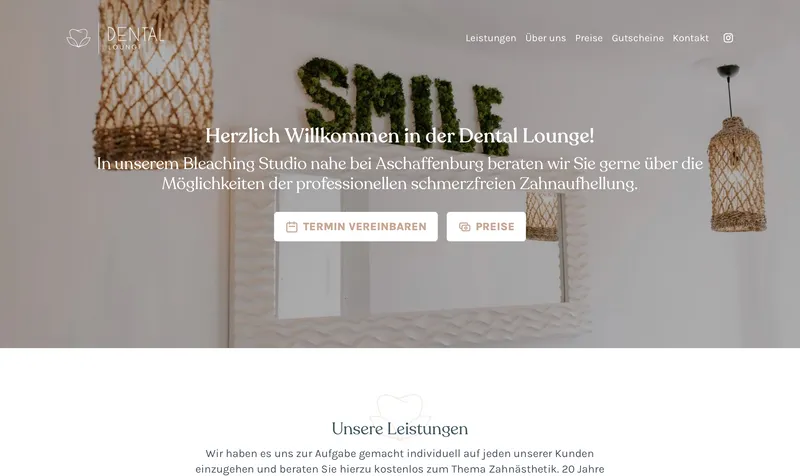 DENTAL
LOUNGE
Leistungen Über uns Preise Gutscheine Kontakt
SMILE
Herzlich Willkommen in der Dental Lounge!
In unserem Bleaching Studio nahe bei Aschaffenburg beraten wir Sie gerne über die
Möglichkeiten der professionellen schmerzfreien Zahnaufhellung.
TERMIN VEREINBAREN PREISE
Unsere Leistungen
Wir haben es uns zur Aufgabe gemacht individuell auf jeden unserer Kunden
einzugehen und beraten Sie hierzu kostenlos zum Thema Zahnästhetik. 20 Jahre